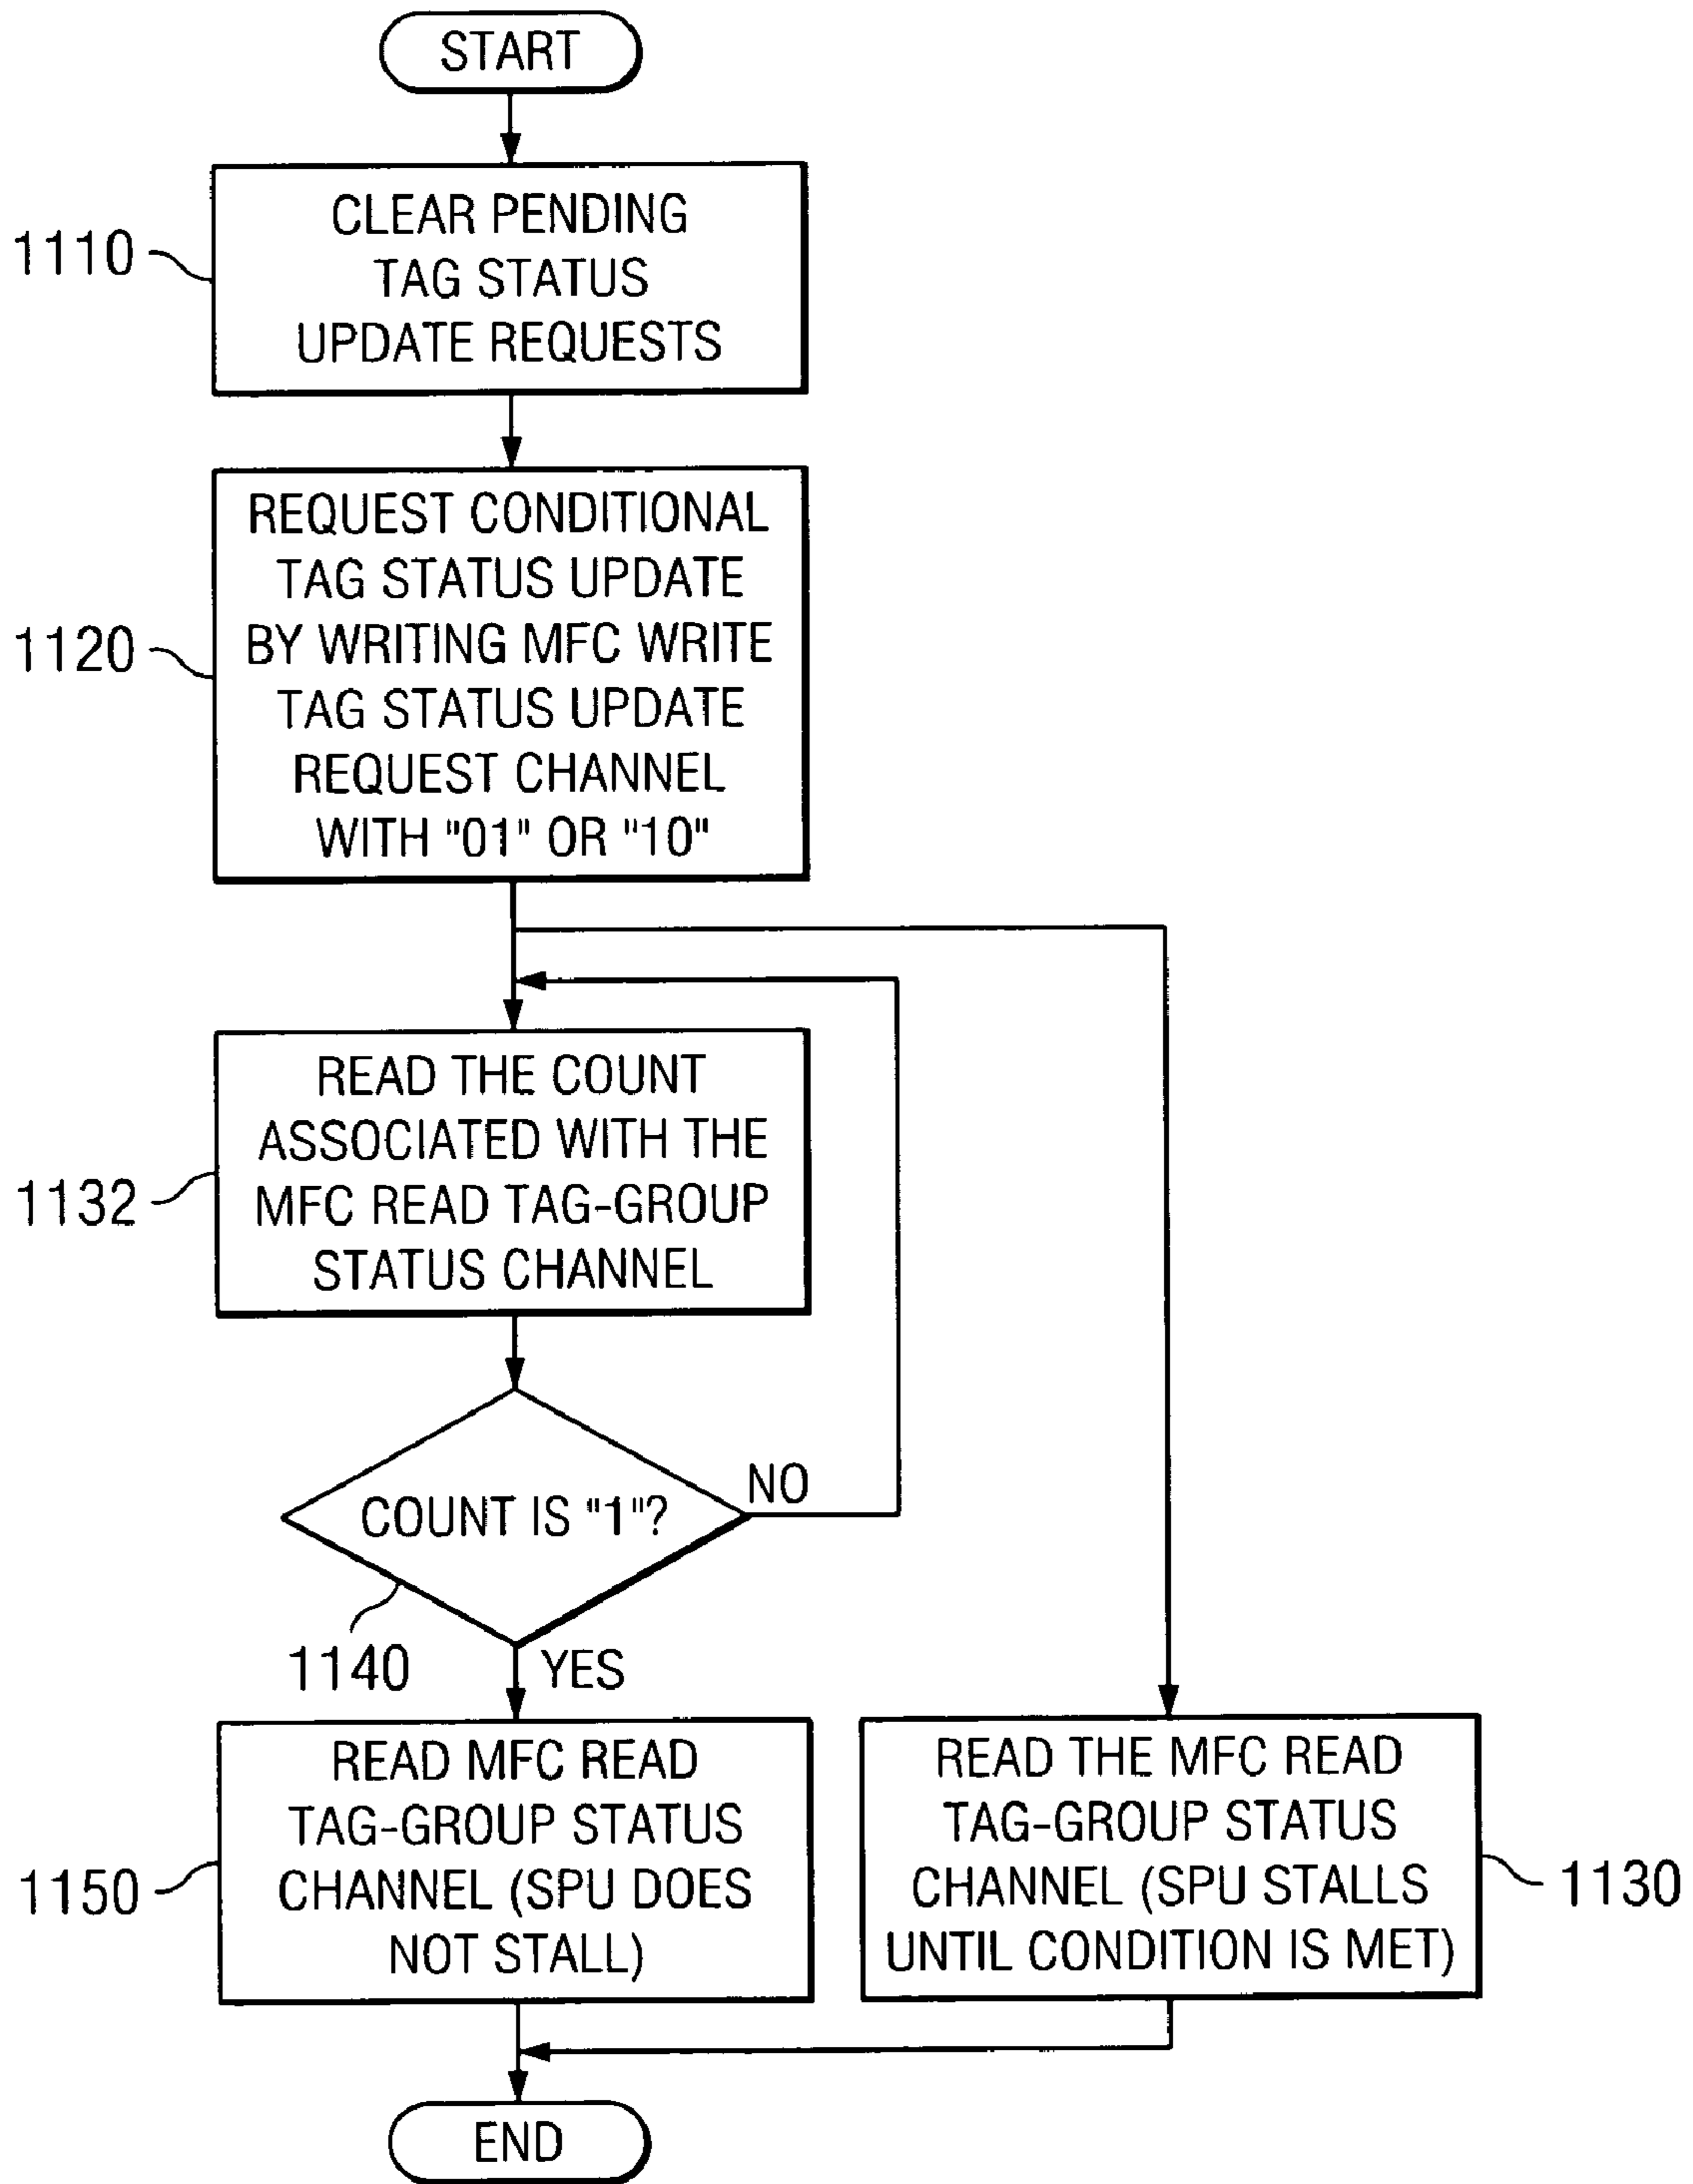 START
1110
CLEAR PENDING
TAG STATUS
UPDATE REQUESTS
1120
REQUEST CONDITIONAL
TAG STATUS UPDATE
BY WRITING MFC WRITE
TAG STATUS UPDATE
REQUEST CHANNEL
WITH "01" OR "10"
1132
READ THE COUNT
ASSOCIATED WITH THE
MFC READ TAG-GROUP
STATUS CHANNEL
COUNT IS "1"?
NO
1140
YES
1150
READ MFC READ
TAG-GROUP STATUS
CHANNEL (SPU DOES
NOT STALL)
READ THE MFC READ
TAG-GROUP STATUS
CHANNEL (SPU STALLS
UNTIL CONDITION IS MET)
1130
END